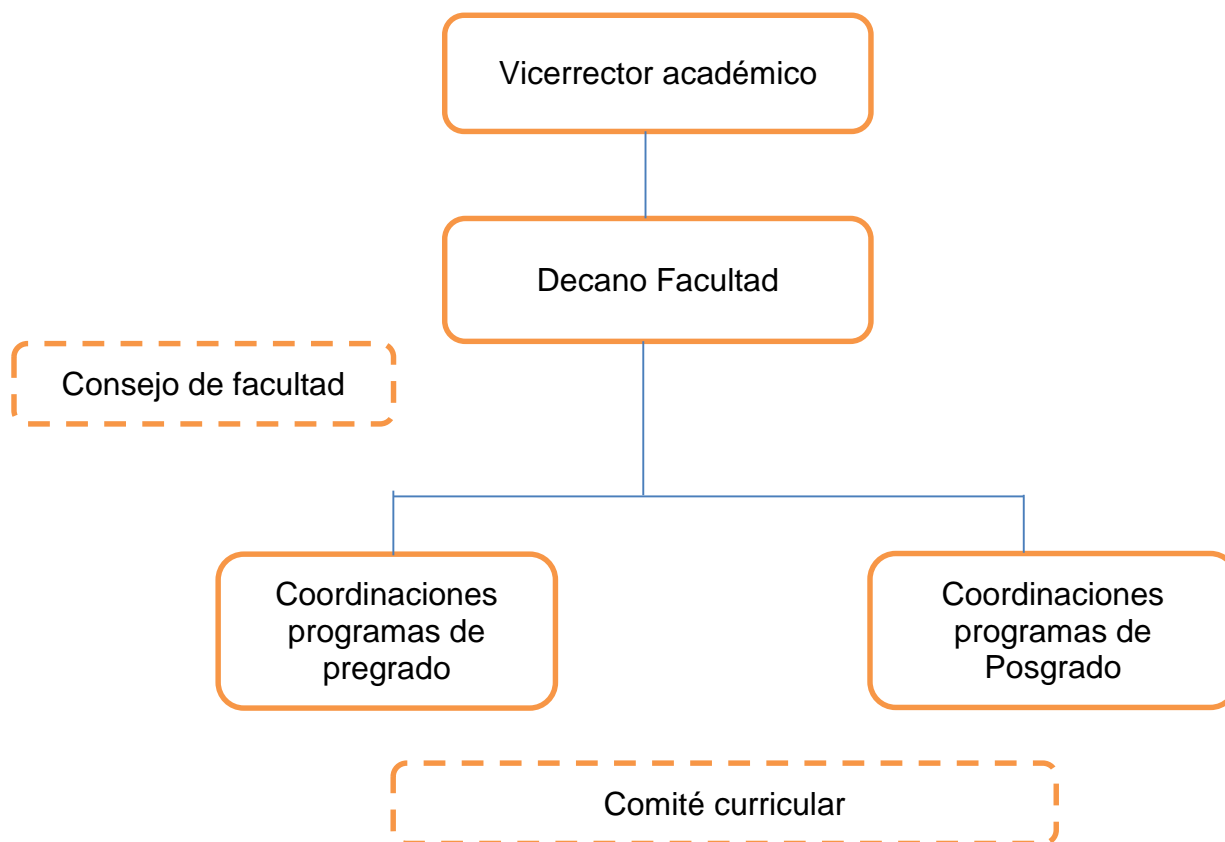 Vicerrector académico
Decano Facultad
Consejo de facultad
Coordinaciones
programas de
pregrado
Coordinaciones
programas de
Posgrado
Comité curricular